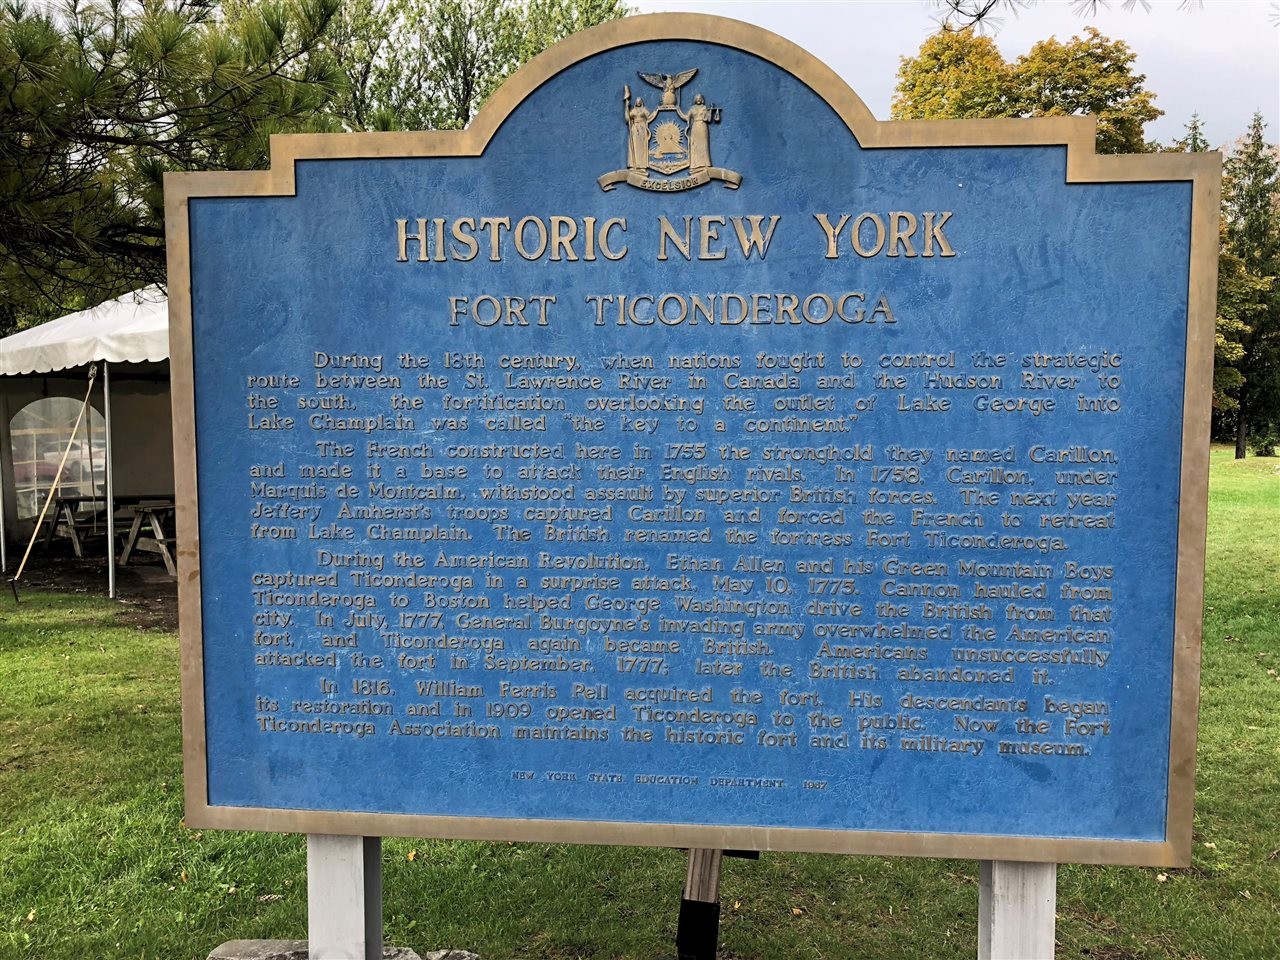 EXCELSIOR
HISTORIC NEW YORK
FORT TICONDEROGA
During the 18th century, when nations fought to control the strategic
route between the St. Lawrence River in Canada and the Hudson River to
the south, the fortification overlooking the outlet of Lake George into
Lake Champlain was called "the key to a continent."
The French constructed here in 1755 the stronghold they named Carillon,
and made it a base to attack their English rivals. In 1758, Carillon, under
Marquis de Montcalm, withstood assault by superior British forces. The next year
Jeffery Amherst's troops captured Carillon and forced the French to retreat
from Lake Champlain. The British renamed the fortress Fort Ticonderoga.
During the American Revolution, Ethan Allen and his Green Mountain Boys
captured Ticonderoga in a surprise attack, May 10, 1775. Cannon hauled from
Ticonderoga to Boston helped George Washington drive the British from that
city. In July, 1777, General Burgoyne's invading army overwhelmed the American
fort, and Ticonderoga again became British. Americans unsuccessfully
attacked the fort in September, 1777; later the British abandoned it.
In 1816, William Ferris Pell acquired the fort. His descendants began
its restoration and in 1909 opened Ticonderoga to the public. Now the Fort
Ticonderoga Association maintains the historic fort and its military museum.
NEW YORK STATE EDUCATION DEPARTMENT